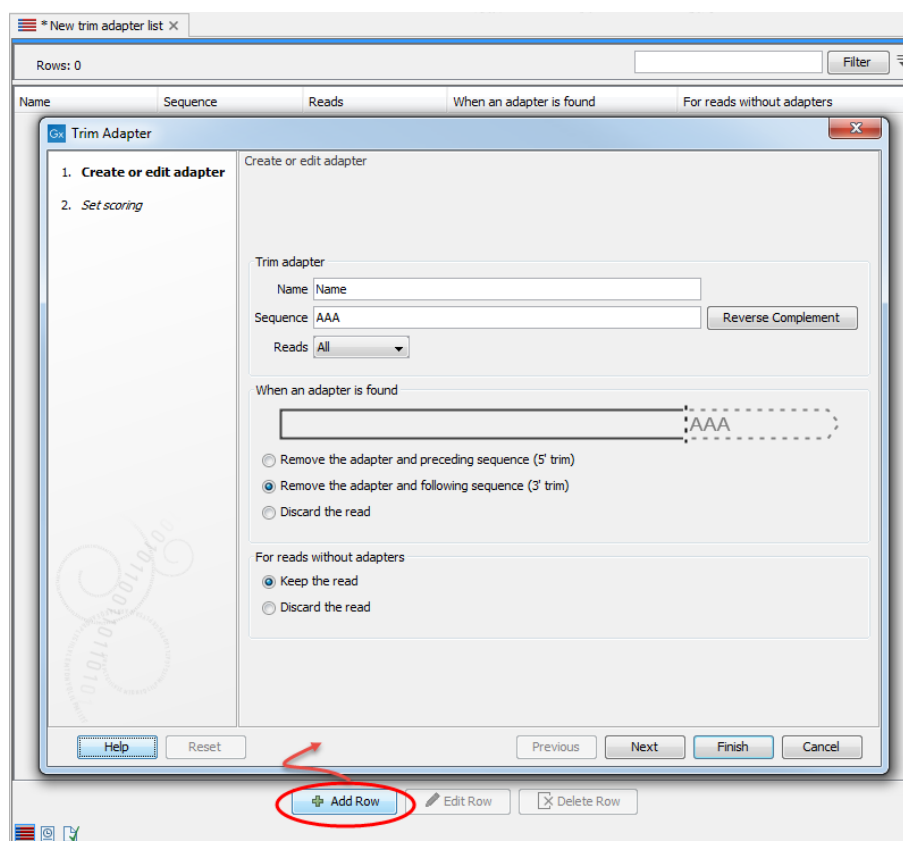 * New trim adapter list
Rows: 0
Filter
Name Sequence Reads When an adapter is found For reads without adapters
Gx Trim Adapter
1. Create or edit adapter
2. Set scoring
Create or edit adapter
Trim adapter
Name Name
Sequence AAA Reverse Complement
Reads All
When an adapter is found
AAA
Remove the adapter and preceding sequence (5' trim)
Remove the adapter and following sequence (3' trim)
Discard the read
For reads without adapters
Keep the read
Discard the read
Help Reset Previous Next Finish Cancel
Add Row Edit Row Delete Row